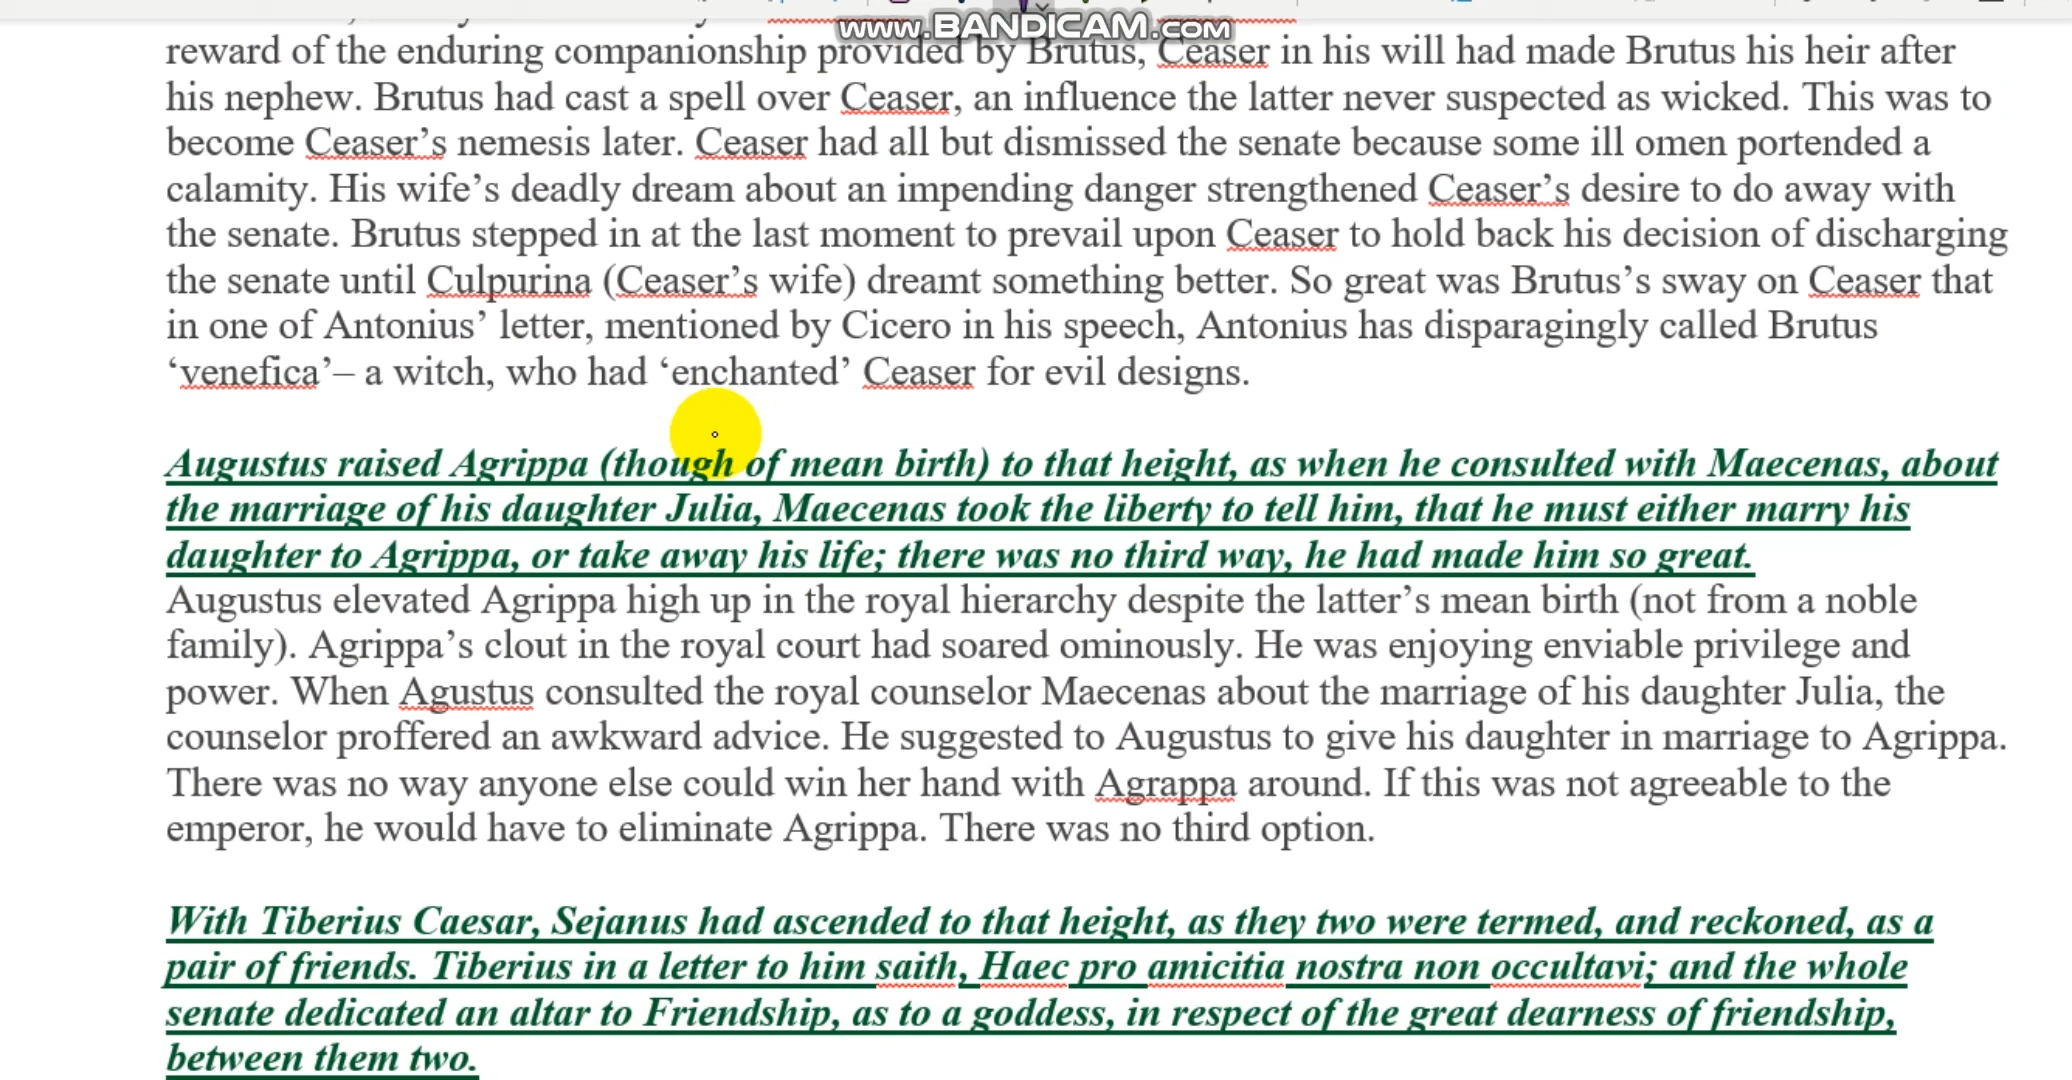 www.BANDICAM.com
reward of the enduring companionship provided by Brutus, Ceaser in his will had made Brutus his heir after
his nephew. Brutus had cast a spell over Ceaser, an influence the latter never suspected as wicked. This was to
become Ceaser’s nemesis later. Ceaser had all but dismissed the senate because some ill omen portended a
calamity. His wife’s deadly dream about an impending danger strengthened Ceaser’s desire to do away with
the senate. Brutus stepped in at the last moment to prevail upon Ceaser to hold back his decision of discharging
the senate until Culpurina (Ceaser’s wife) dreamt something better. So great was Brutus’s sway on Ceaser that
in one of Antonius’ letter, mentioned by Cicero in his speech, Antonius has disparagingly called Brutus
‘venefica’– a witch, who had ‘enchanted’ Ceaser for evil designs.
Augustus raised Agrippa (though of mean birth) to that height, as when he consulted with Maecenas, about
the marriage of his daughter Julia, Maecenas took the liberty to tell him, that he must either marry his
daughter to Agrippa, or take away his life; there was no third way, he had made him so great.
Augustus elevated Agrippa high up in the royal hierarchy despite the latter’s mean birth (not from a noble
family). Agrippa’s clout in the royal court had soared ominously. He was enjoying enviable privilege and
power. When Agustus consulted the royal counselor Maecenas about the marriage of his daughter Julia, the
counselor proffered an awkward advice. He suggested to Augustus to give his daughter in marriage to Agrippa.
There was no way anyone else could win her hand with Agrappa around. If this was not agreeable to the
emperor, he would have to eliminate Agrippa. There was no third option.
With Tiberius Caesar, Sejanus had ascended to that height, as they two were termed, and reckoned, as a
pair of friends. Tiberius in a letter to him saith, Haec pro amicitia nostra non occultavi; and the whole
senate dedicated an altar to Friendship, as to a goddess, in respect of the great dearness of friendship,
between them two.